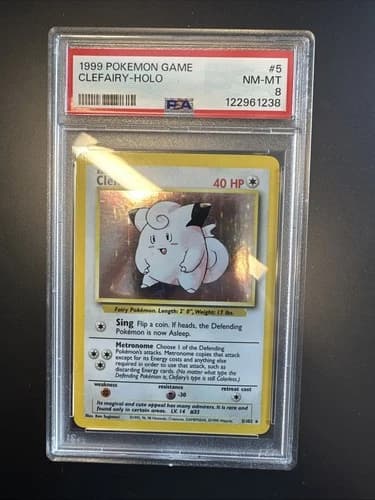 1999 POKEMON GAME #5
CLEFAIRY-HOLO NM-MT
8
PSA 122961238
Clef
40 HP
Fairy Pokémon. Length: 2' 0", Weight: 17 lbs.
Sing Flip a coin. If heads, the Defending
Pokémon is now Asleep.
Metronome Choose 1 of the Defending
Pokémon's attacks. Metronome copies that attack
except for its Energy costs and anything else
required in order to use that attack, such as
discarding Energy cards. (No matter what type the
Defending Pokémon is, Clefairy's type is still Colorless.)
weakness resistance retreat cost
-30
Its magical and cute appeal has many admirers. It is rare and
found only in certain areas. LV. 14 #35
Illus. Ken Sugimori
5/102